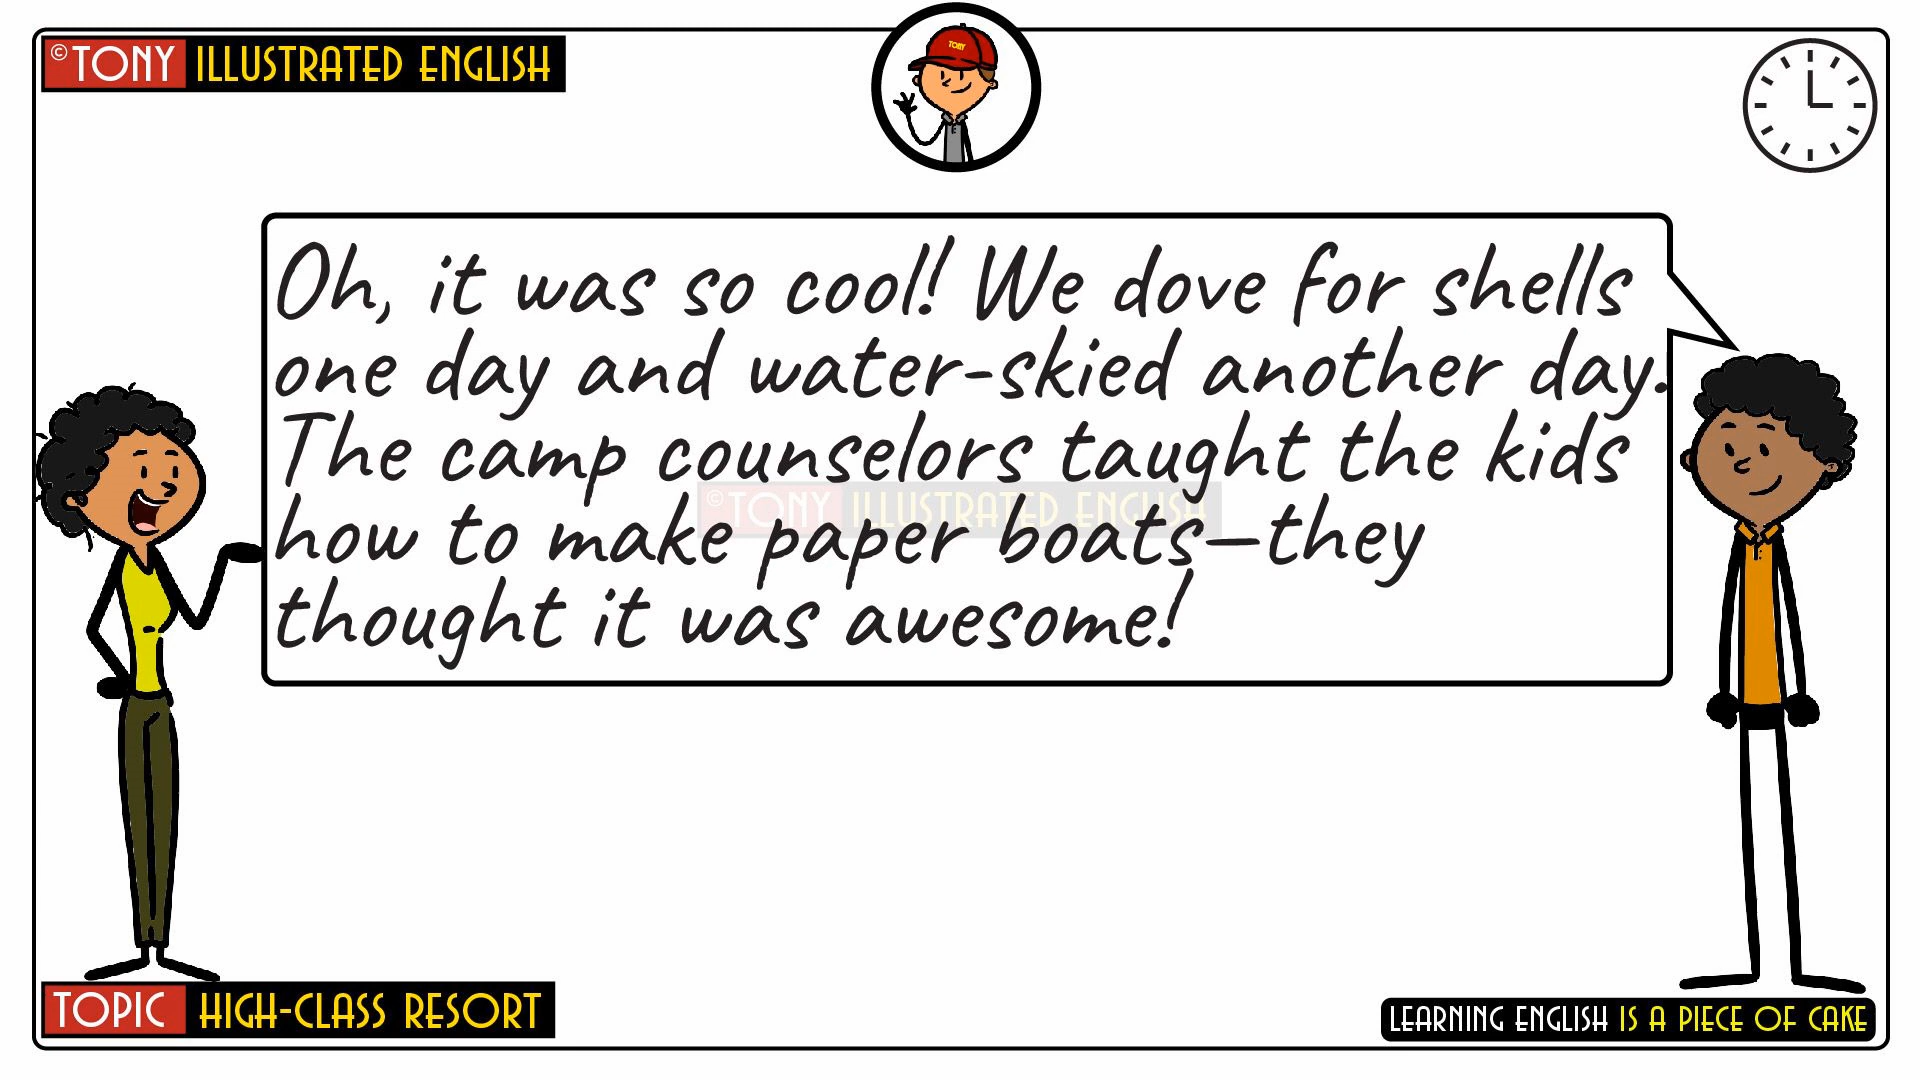 ©TONY ILLUSTRATED ENGLISH
TONY
Oh, it was so cool! We dove for shells
one day and water-skied another day.
The camp counselors taught the kids
how to make paper boats—they
thought it was awesome!
©TONY ILLUSTRATED ENGLISH
TOPIC HIGH-CLASS RESORT
LEARNING ENGLISH IS A PIECE OF CAKE